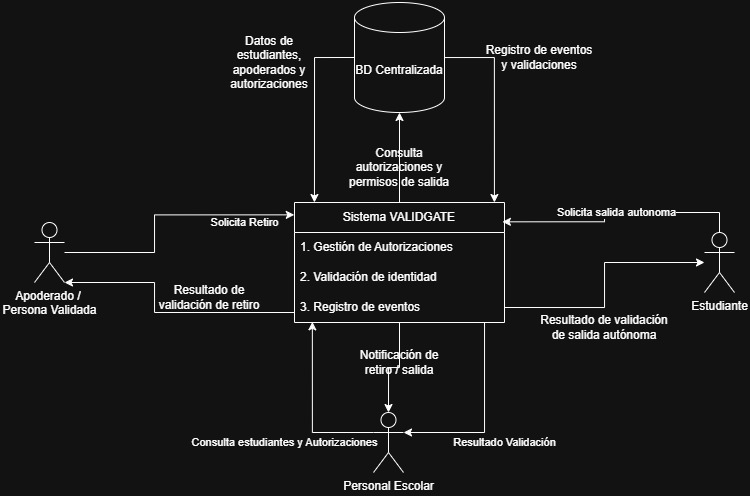 Datos de
estudiantes,
apoderados y
autorizaciones
BD Centralizada
Registro de eventos
y validaciones
Consulta
autorizaciones y
permisos de salida
Sistema VALIDGATE
1. Gestión de Autorizaciones
2. Validación de identidad
3. Registro de eventos
Solicita Retiro
Apoderado /
Persona Validada
Resultado de
validación de retiro
Solicita salida autonoma
Estudiante
Resultado de validación
de salida autónoma
Notificación de
retiro / salida
Consulta estudiantes y Autorizaciones
Resultado Validación
Personal Escolar